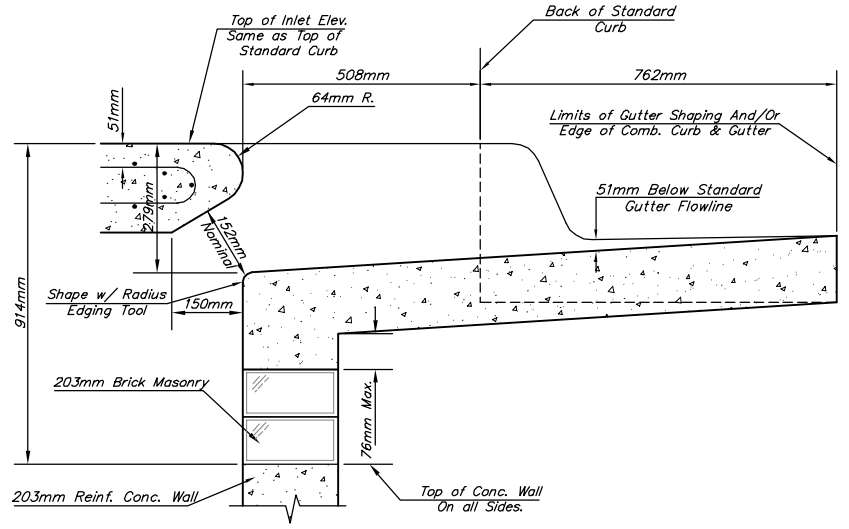 Top of Inlet Elev.
Same as Top of
Standard Curb
Back of Standard
Curb
508mm
762mm
51mm
64mm R.
Limits of Gutter Shaping And/Or
Edge of Comb. Curb & Gutter
279mm
152mm
Nominal
51mm Below Standard
Gutter Flowline
914mm
Shape w/ Radius
Edging Tool
150mm
203mm Brick Masonry
76mm Max.
203mm Reinf. Conc. Wall
Top of Conc. Wall
On all Sides.